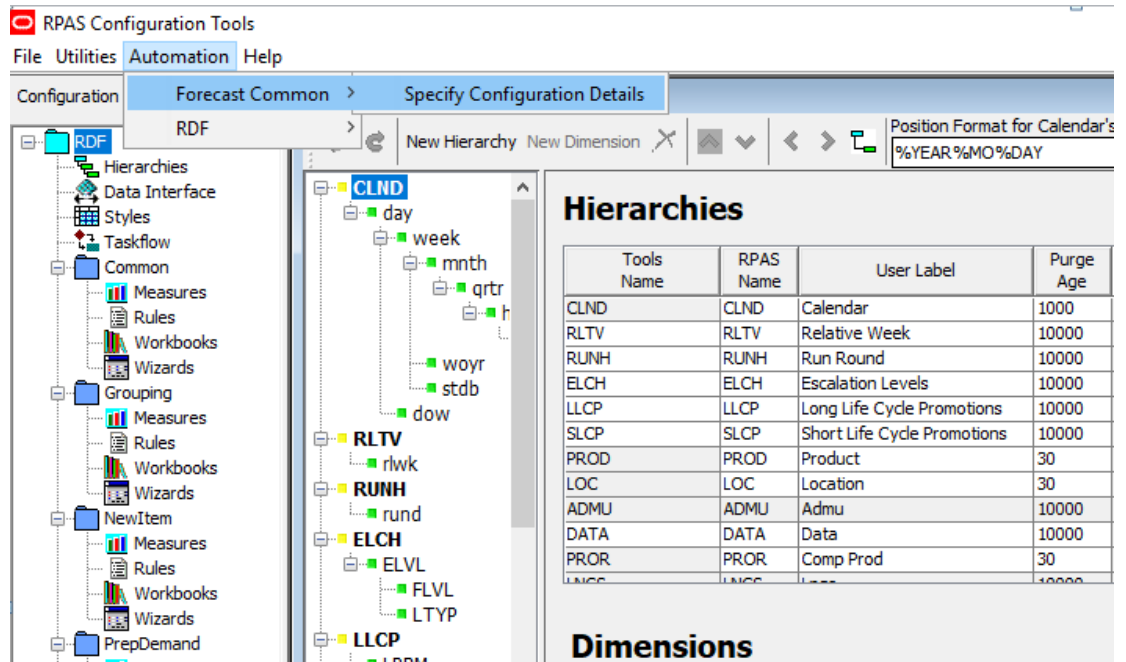 RPAS Configuration Tools
File Utilities Automation Help
Configuration
Forecast Common >
Specify Configuration Details
RDF >
RDF
New Hierarchy New Dimension
Position Format for Calendar's
%YEAR%MO%DAY
Hierarchies
Data Interface
Styles
Taskflow
Common
Measures
Rules
Workbooks
Wizards
Grouping
Measures
Rules
Workbooks
Wizards
NewItem
Measures
Rules
Workbooks
Wizards
PrepDemand
CLND
day
week
mnth
qrtr
h
woyr
stdb
dow
RLTV
rlwk
RUNH
rund
ELCH
ELVL
FLVL
LTYP
LLCP
Hierarchies
Tools Name RPAS Name User Label Purge Age
CLND CLND Calendar 1000
RLTV RLTV Relative Week 10000
RUNH RUNH Run Round 10000
ELCH ELCH Escalation Levels 10000
LLCP LLCP Long Life Cycle Promotions 10000
SLCP SLCP Short Life Cycle Promotions 10000
PROD PROD Product 30
LOC LOC Location 30
ADMU ADMU Admu 10000
DATA DATA Data 10000
PROR PROR Comp Prod 30
Dimensions